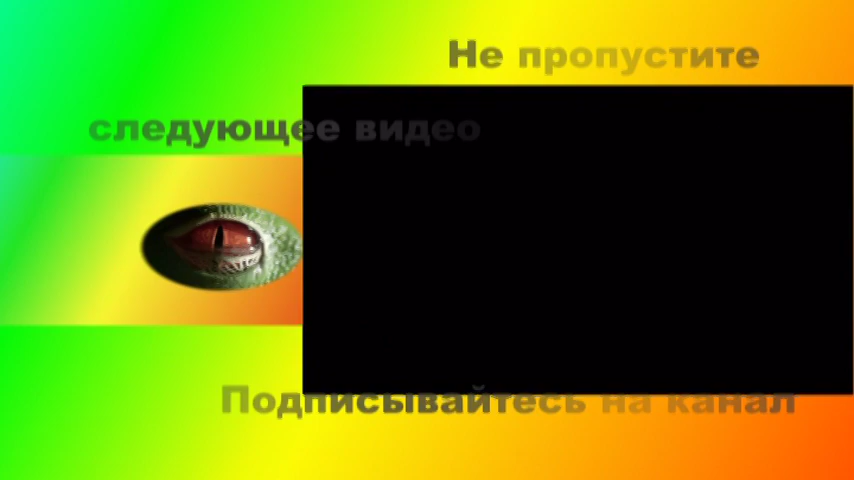 Не пропустите
следующее видео
Подписывайтесь на канал